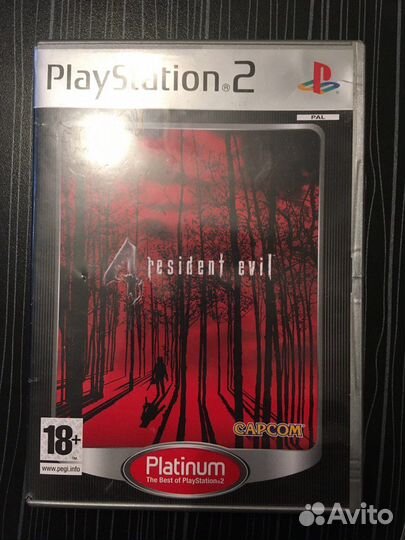 PlayStation®2
PAL
4 resident evil
CAPCOM
18+
www.pegi.info
Platinum
The Best of PlayStation®2
Avito